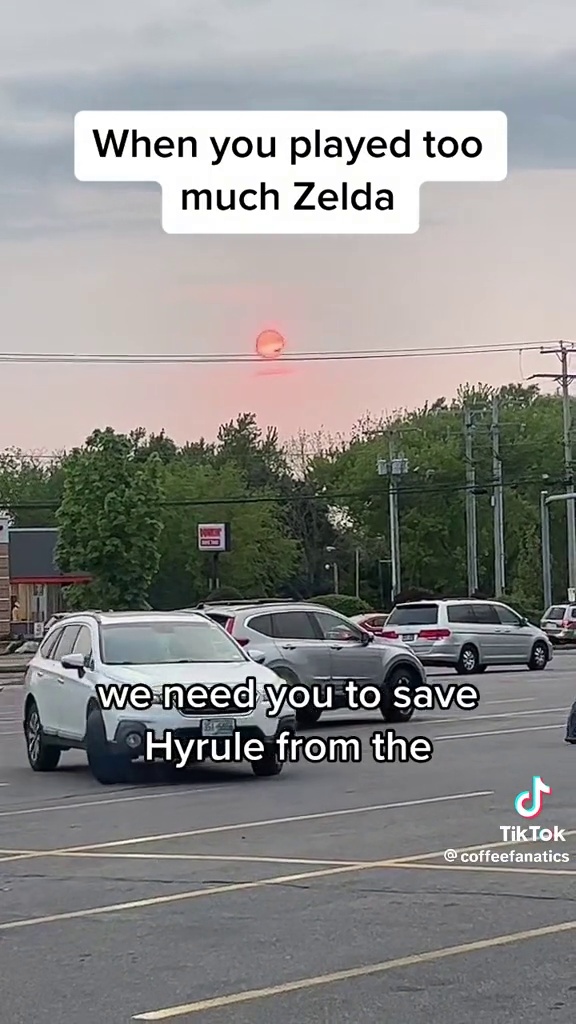 When you played too
much Zelda
we need you to save
Hyrule from the
TikTok
@coffeefanatics